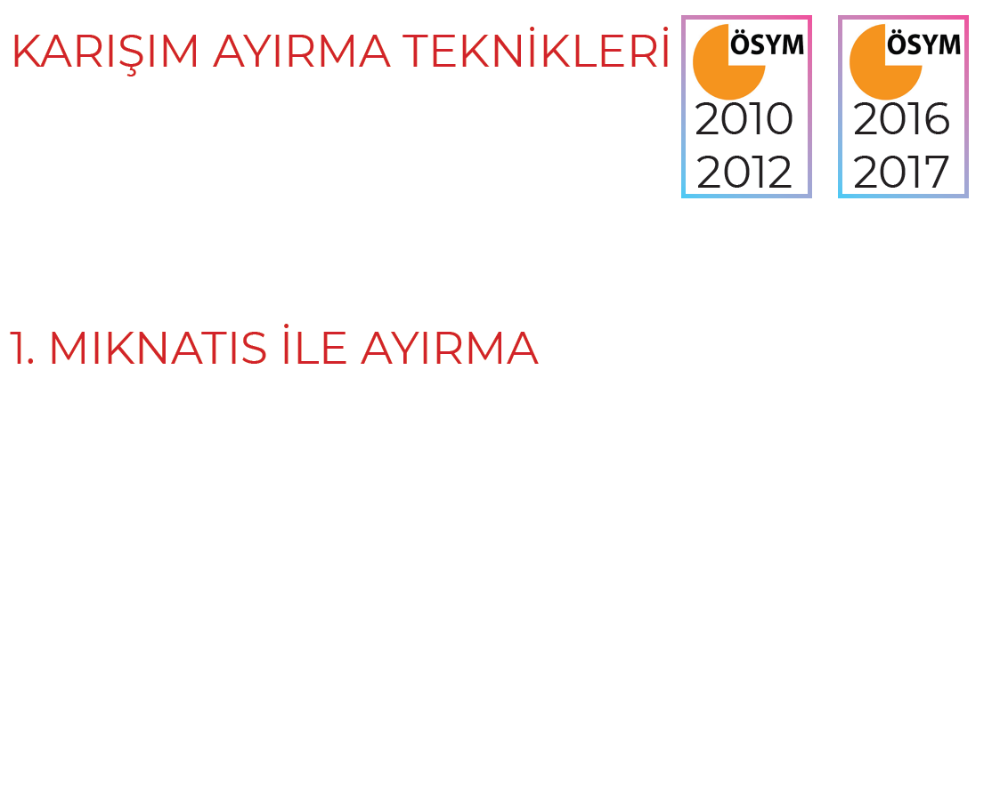 KARIŞIM AYIRMA TEKNİKLERİ
ÖSYM
2010
2012
ÖSYM
2016
2017
1. MIKNATIS İLE AYIRMA